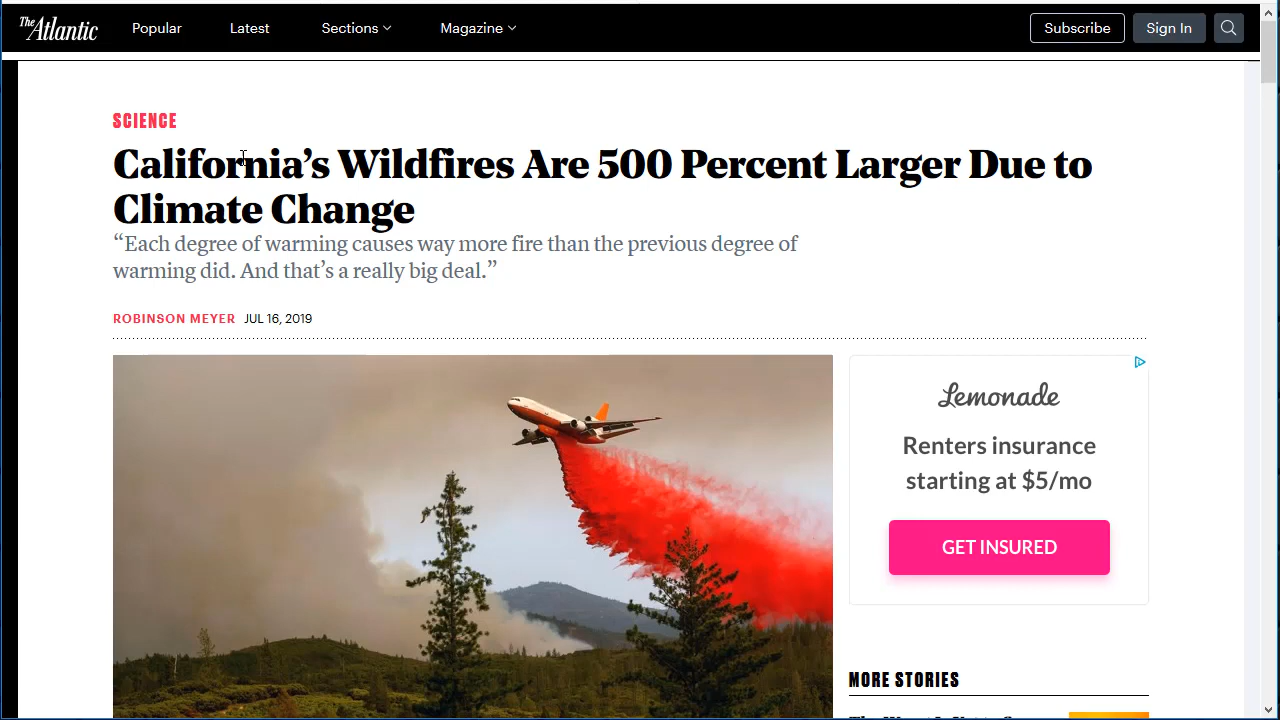 The Atlantic
Popular
Latest
Sections
Magazine
Subscribe
Sign In
SCIENCE
California’s Wildfires Are 500 Percent Larger Due to
Climate Change
“Each degree of warming causes way more fire than the previous degree of
warming did. And that’s a really big deal.”
ROBINSON MEYER JUL 16, 2019
Lemonade
Renters insurance
starting at $5/mo
GET INSURED
MORE STORIES